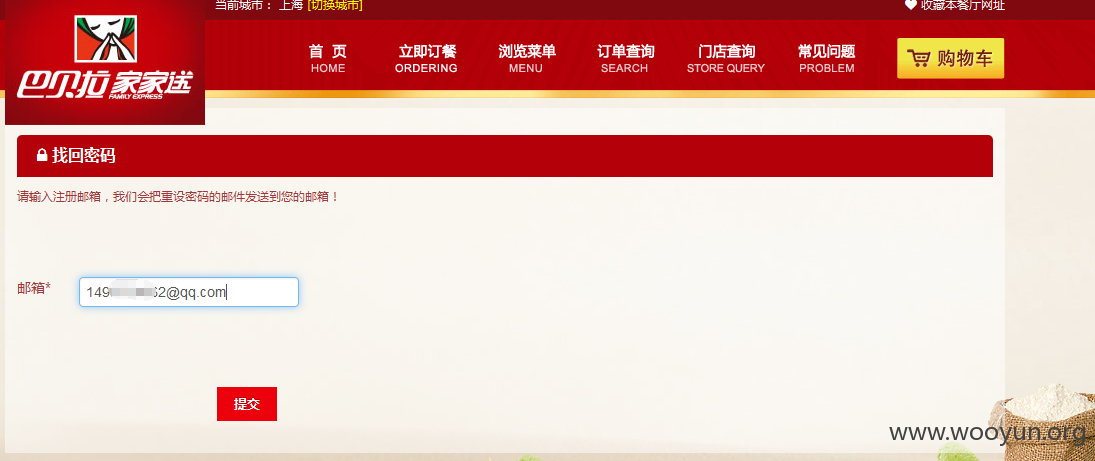 当前城市： 上海 [切换城市]
收藏本餐厅网址
首 页 立即订餐 浏览菜单 订单查询 门店查询 常见问题 购物车
HOME ORDERING MENU SEARCH STORE QUERY PROBLEM
巴贝拉 家家送
FAMILY EXPRESS
找回密码
请输入注册邮箱，我们会把重设密码的邮件发送到您的邮箱！
邮箱*
149 62@qq.com
提交
www.wooyun.org